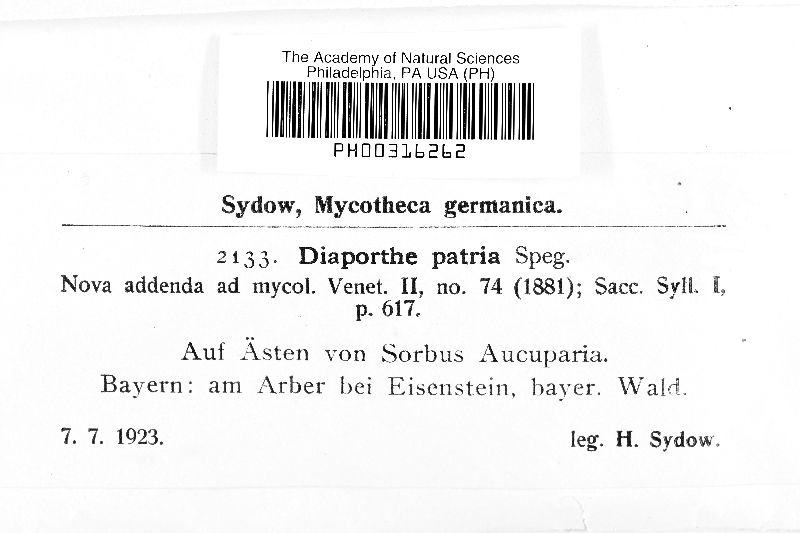 The Academy of Natural Sciences
Philadelphia, PA USA (PH)
PH00316262
Sydow, Mycotheca germanica.
2133. Diaporthe patria Speg.
Nova addenda ad mycol. Venet. II, no. 74 (1881); Sacc. Syll. I,
p. 617.
Auf Ästen von Sorbus Aucuparia.
Bayern: am Arber bei Eisenstein, bayer. Wald.
7. 7. 1923. leg. H. Sydow.